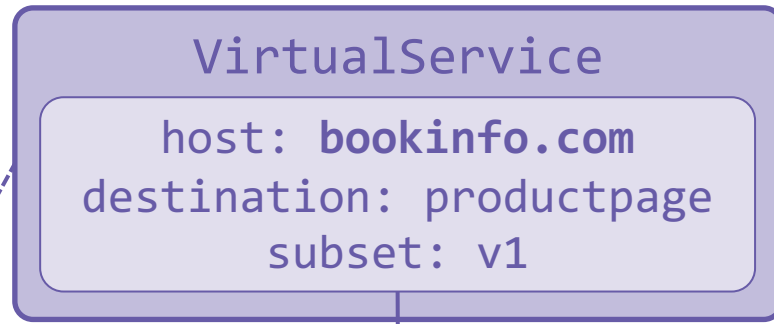 VirtualService
host: bookinfo.com
destination: productpage
subset: v1